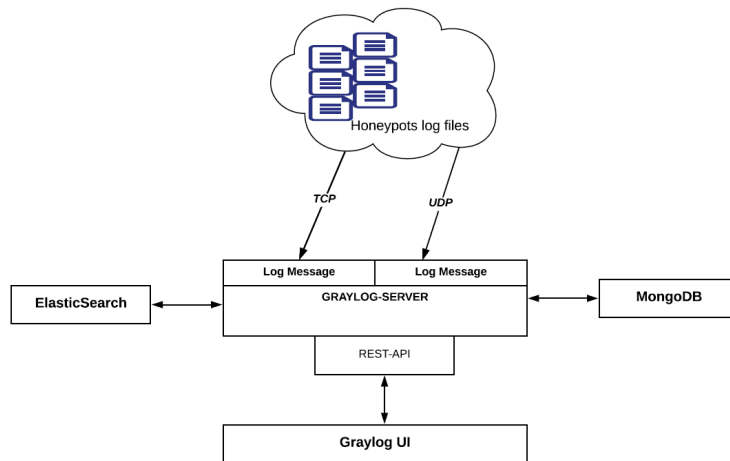 Honeypots log files
TCP
UDP
Log Message
Log Message
GRAYLOG-SERVER
ElasticSearch
MongoDB
REST-API
Graylog UI